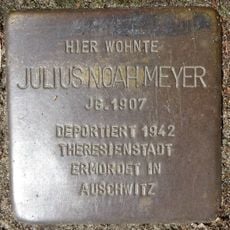 HIER WOHNTE
JULIUS NOAH MEYER
JG. 1907
DEPORTIERT 1942
THERESIENSTADT
ERMORDET IN
AUSCHWITZ